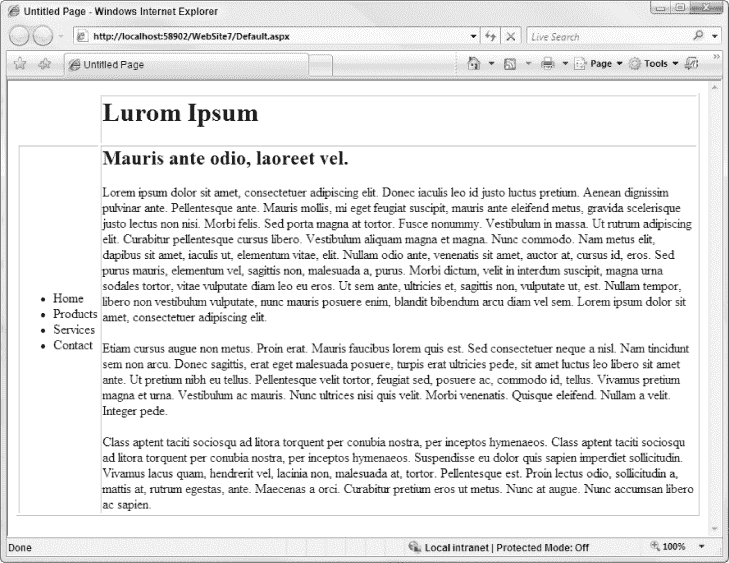 Untitled Page - Windows Internet Explorer
http://localhost:58902/WebSite7/Default.aspx
Live Search
Untitled Page
Page
Tools
Lurom Ipsum
Mauris ante odio, laoreet vel.
Lorem ipsum dolor sit amet, consectetuer adipiscing elit. Donec iaculis leo id justo luctus pretium. Aenean dignissim
pulvinar ante. Pellentesque ante. Mauris mollis, mi eget feugiat suscipit, mauris ante eleifend metus, gravida scelerisque
justo lectus non nisi. Morbi felis. Sed porta magna at tortor. Fusce nonummy. Vestibulum in massa. Ut rutrum adipiscing
elit. Curabitur pellentesque cursus libero. Vestibulum aliquam magna et magna. Nunc commodo. Nam metus elit,
dapibus sit amet, iaculis ut, elementum vitae, elit. Nullam odio ante, venenatis sit amet, auctor at, cursus id, eros. Sed
purus mauris, elementum vel, sagittis non, malesuada a, purus. Morbi dictum, velit in interdum suscipit, magna urna
sodales tortor, vitae vulputate diam leo eu eros. Ut sem ante, ultricies et, sagittis non, vulputate ut, est. Nullam tempor,
libero non vestibulum vulputate, nunc mauris posuere enim, blandit bibendum arcu diam vel sem. Lorem ipsum dolor sit
amet, consectetuer adipiscing elit.
Home
Products
Services
Contact
Etiam cursus augue non metus. Proin erat. Mauris faucibus lorem quis est. Sed consectetuer neque a nisl. Nam tincidunt
sem non arcu. Donec sagittis, erat eget malesuada posuere, turpis erat ultricies pede, sit amet luctus leo libero sit amet
ante. Ut pretium nibh eu tellus. Pellentesque velit tortor, feugiat sed, posuere ac, commodo id, tellus. Vivamus pretium
magna et urna. Vestibulum ac mauris. Nunc ultrices nisi quis velit. Morbi venenatis. Quisque eleifend. Nullam a velit.
Integer pede.
Class aptent taciti sociosqu ad litora torquent per conubia nostra, per inceptos hymenaeos. Class aptent taciti sociosqu
ad litora torquent per conubia nostra, per inceptos hymenaeos. Suspendisse eu dolor quis sapien imperdiet sollicitudin.
Vivamus lacus quam, hendrerit vel, lacinia non, malesuada at, tortor. Pellentesque est. Proin lectus odio, sollicitudin a,
mattis at, rutrum egestas, ante. Maecenas a orci. Curabitur pretium eros ut metus. Nunc at augue. Nunc accumsan libero
ac sapien.
Done
Local intranet | Protected Mode: Off
100%